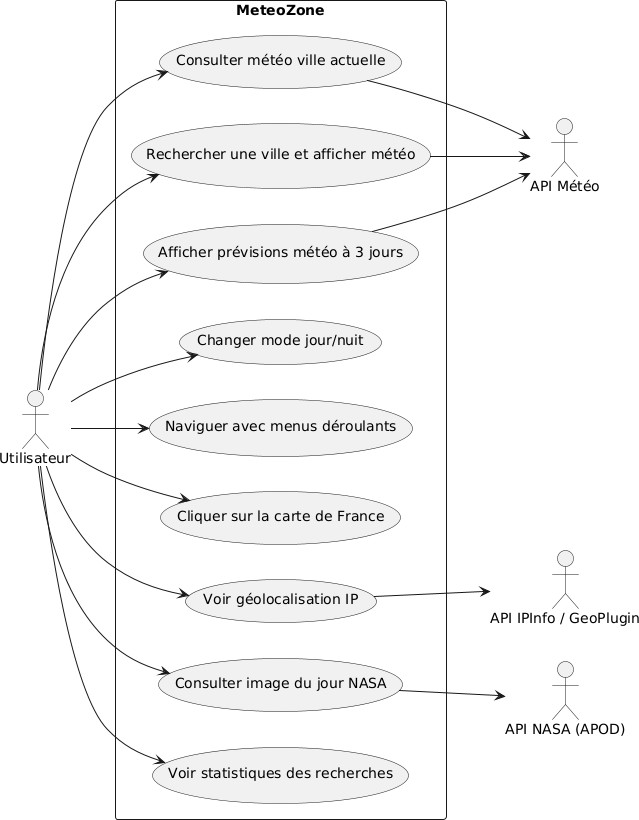 MeteoZone
Consulter météo ville actuelle
Rechercher une ville et afficher météo
API Météo
Afficher prévisions météo à 3 jours
Changer mode jour/nuit
Naviguer avec menus déroulants
Utilisateur
Cliquer sur la carte de France
Voir géolocalisation IP
API IPInfo / GeoPlugin
Consulter image du jour NASA
API NASA (APOD)
Voir statistiques des recherches